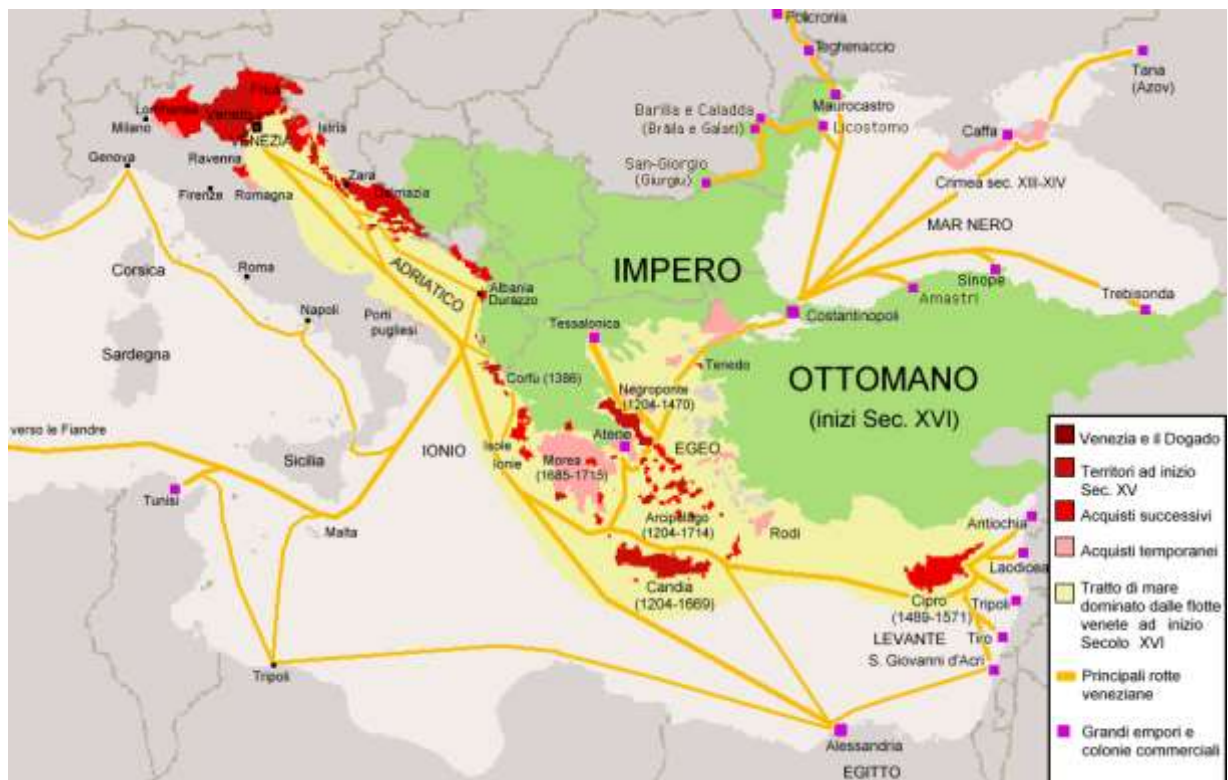 Policronia
Teghenaccio
Tana
(Azov)
Maurocastro
Licostomo
Barilla e Caladda
(Bràila e Galati)
Caffa
San-Giorgio
(Giurgiu)
Crimea sec. XIII-XIV
MAR NERO
Friuli
Lombardia
Veneto
Milano
VENEZIA
Istria
Genova
Ravenna
Firenze
Romagna
Zara
Dalmazia
Corsica
Roma
ADRIATICO
IMPERO
Albania
Durazzo
Napoli
Porti
pugliesi
Sardegna
Tessalonica
Costantinopoli
Amastri
Sinope
Trebisonda
Tenedo
Corfù (1386)
Negroponte
(1204-1470)
OTTOMANO
(inizi Sec. XVI)
verso le Fiandre
IONIO
Isole
Ionie
Atene
EGEO
Sicilia
Morea
(1685-1715)
Tunisi
Malta
Arcipelago
(1204-1714)
Rodi
Antiochia
Laodicea
Candia
(1204-1669)
Cipro
(1489-1571)
Tripoli
LEVANTE
Tiro
S. Giovanni d'Acri
Tripoli
Alessandria
EGITTO
Venezia e il Dogado
Territori ad inizio
Sec. XV
Acquisti successivi
Acquisti temporanei
Tratto di mare
dominato dalle flotte
venete ad inizio
Secolo XVI
Principali rotte
veneziane
Grandi empori e
colonie commerciali